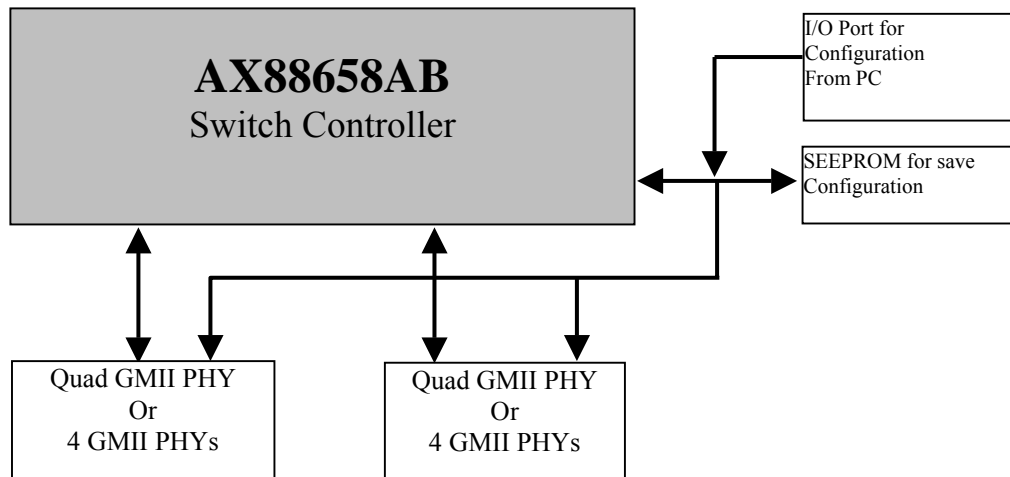 AX88658AB
Switch Controller
I/O Port for
Configuration
From PC
SEEPROM for save
Configuration
Quad GMII PHY
Or
4 GMII PHYs
Quad GMII PHY
Or
4 GMII PHYs